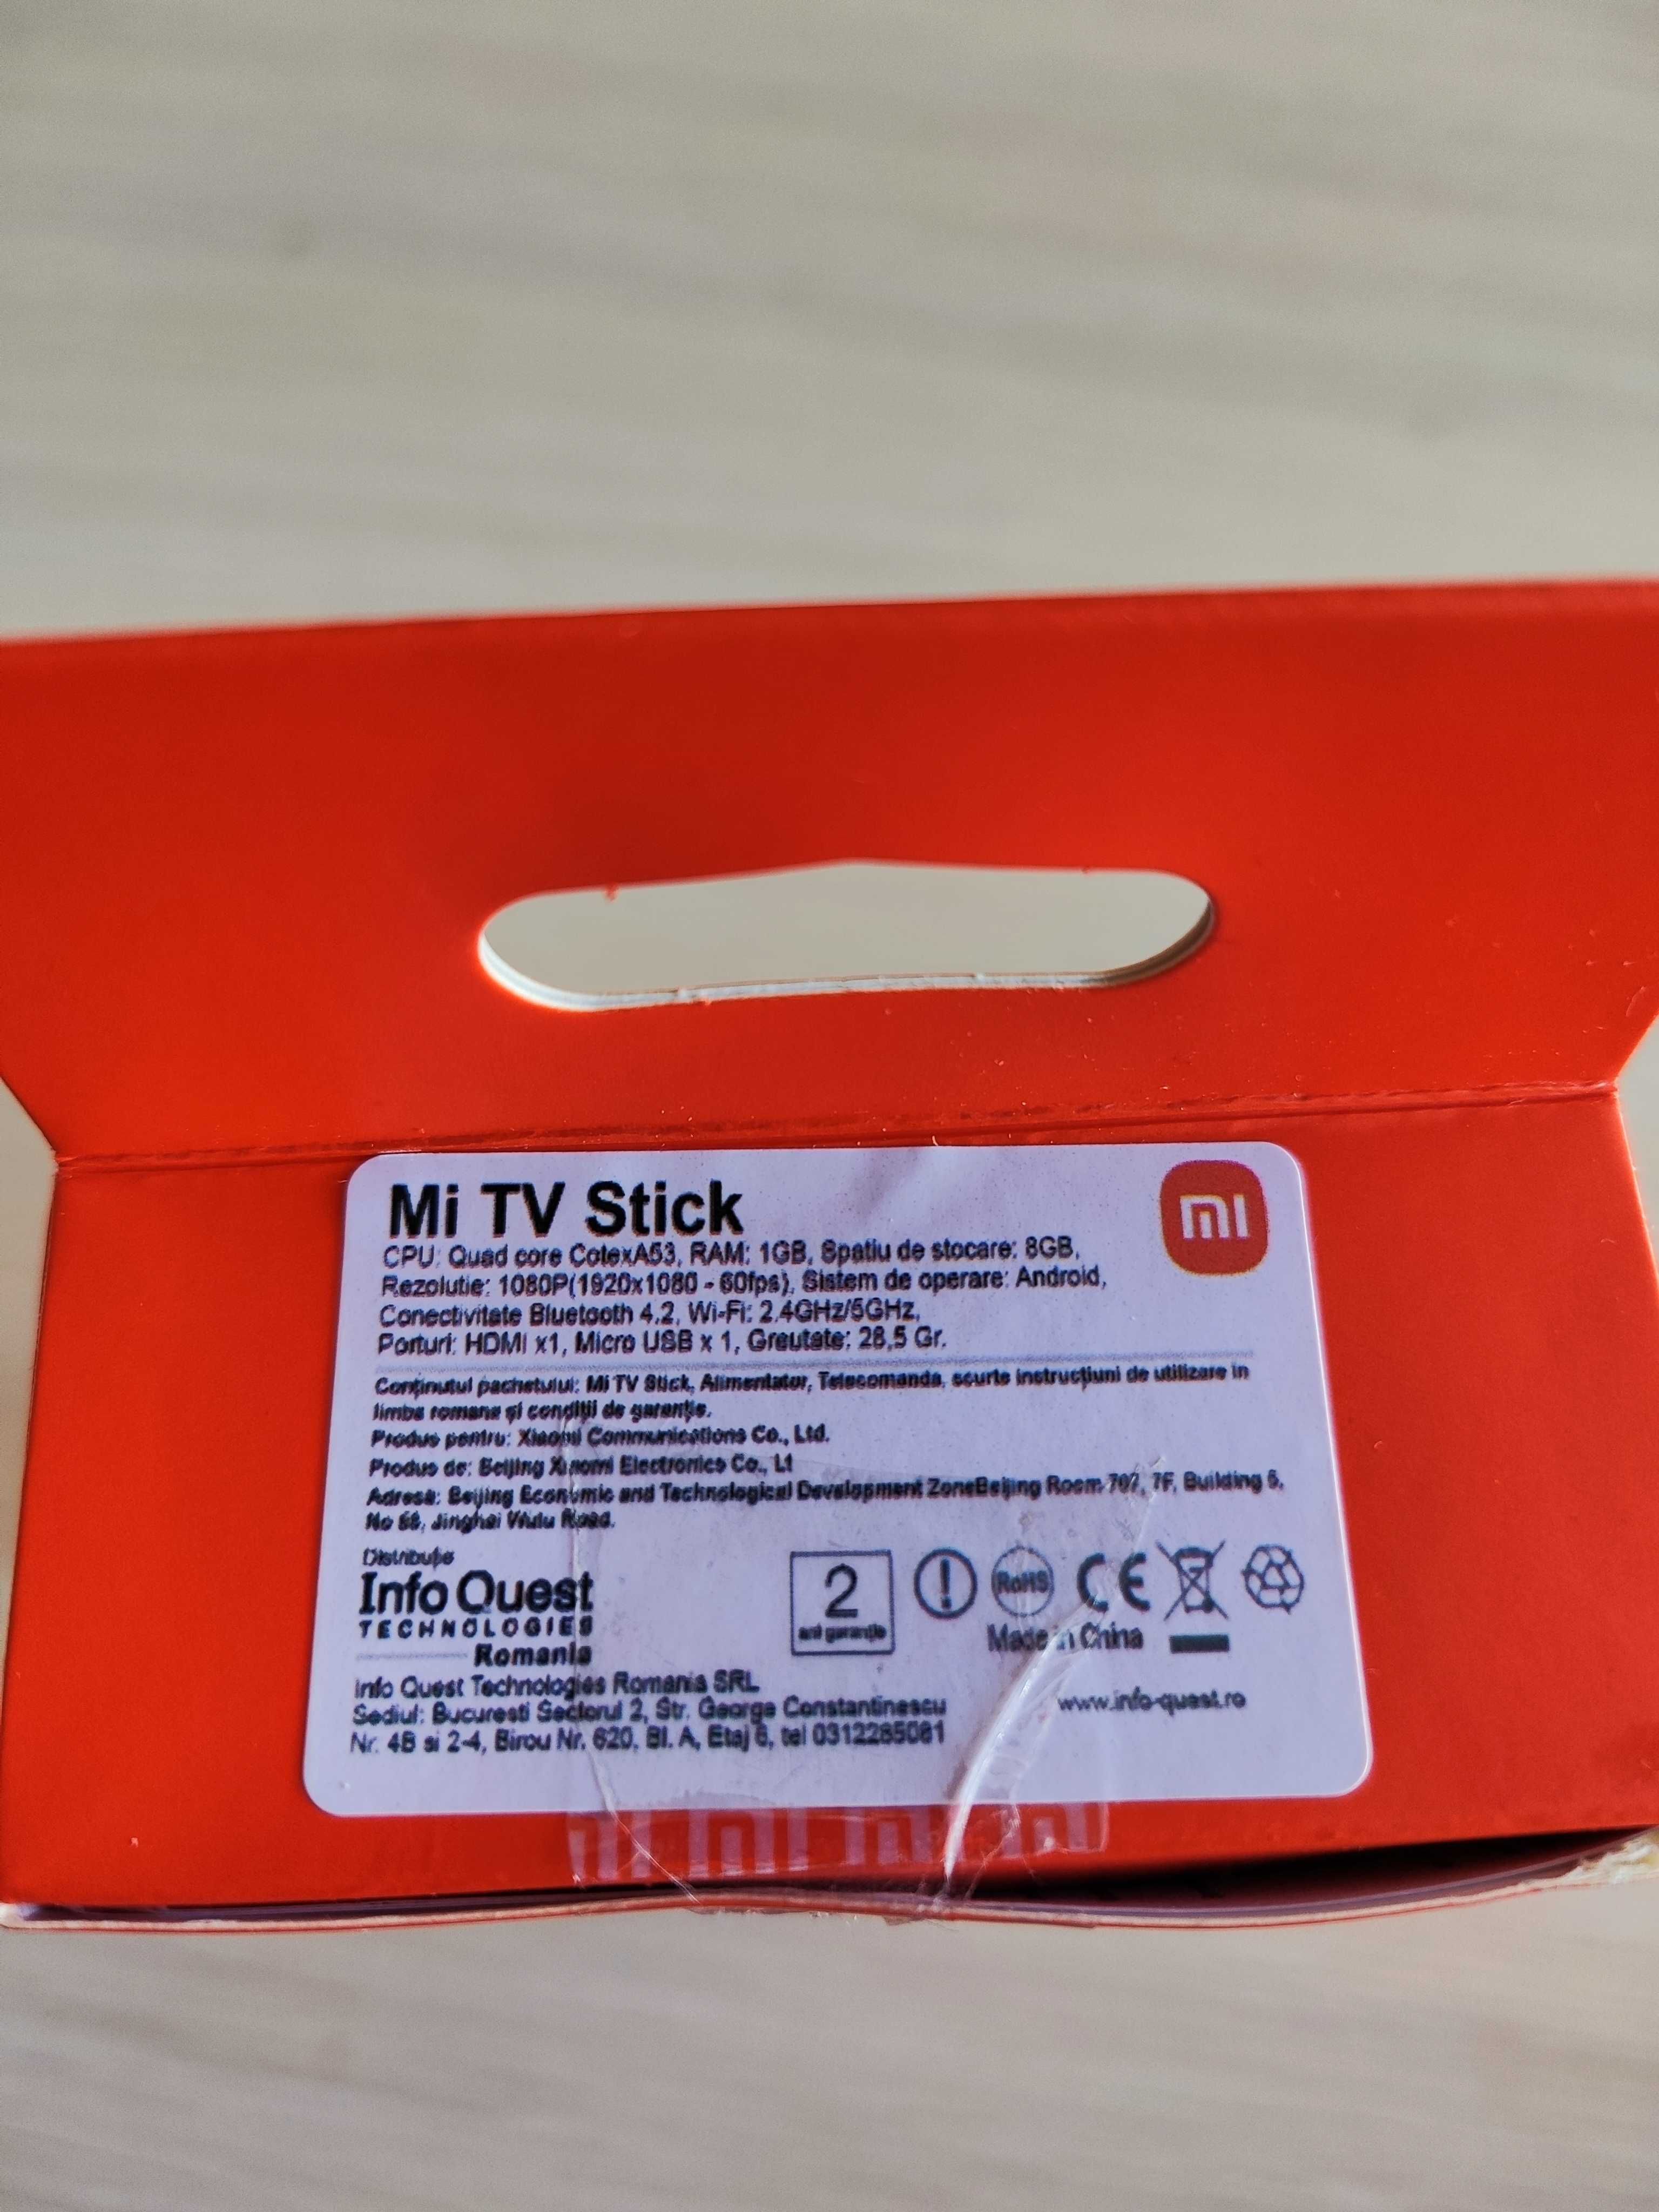 Mi TV Stick
mi
CPU: Quad core CotexA53, RAM: 1GB, Spatiu de stocare: 8GB,
Rezolutie: 1080P(1920x1080 - 60fps), Sistem de operare: Android,
Conectivitate Bluetooth 4.2, Wi-Fi: 2.4GHz/5GHz,
Porturi: HDMI x1, Micro USB x 1, Greutate: 28,5 Gr.
Conținutul pachetului: Mi TV Stick, Alimentator, Telecomanda, scurte instrucțiuni de utilizare in
limba romana și condiții de garanție.
Produs pentru: Xiaomi Communications Co., Ltd.
Produs de: Beijing Xiaomi Electronics Co., Lt
Adresa: Beijing Economic and Technological Development ZoneBeijing Room 707, 7F, Building 5,
No 58, Jinghai Wulu Road.
Distribuție
Info Quest
TECHNOLOGIES
Romania
2
ani garanție
RoHS
CE
Made in China
Info Quest Technologies Romania SRL
Sediul: Bucuresti Sectorul 2, Str. George Constantinescu
Nr. 4B si 2-4, Birou Nr. 620, Bl. A, Etaj 6, tel 0312285061
www.info-quest.ro
mi mi mi mi